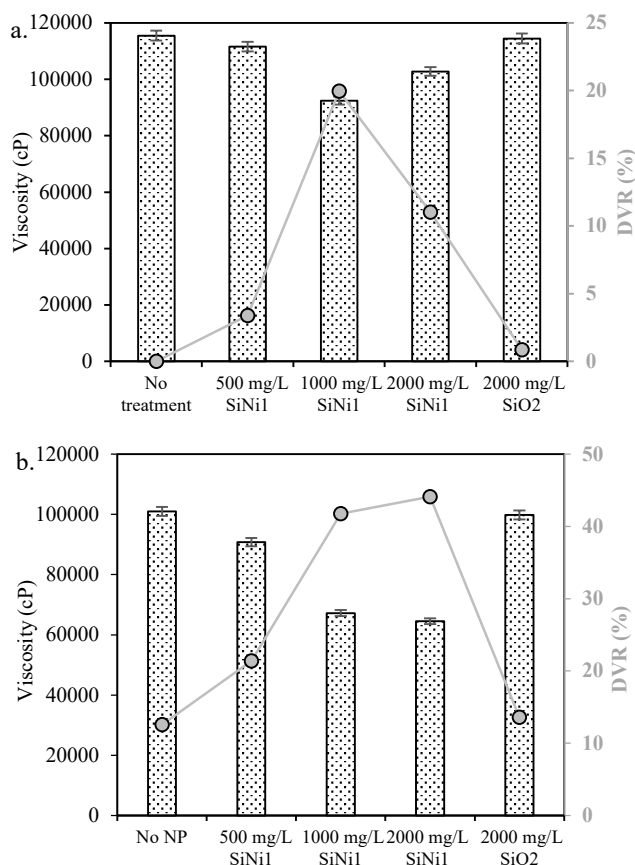 a.
120000
100000
80000
60000
40000
20000
0
Viscosity (cP)
25
20
15
10
5
0
DVR (%)
No treatment
500 mg/L SiNi1
1000 mg/L SiNi1
2000 mg/L SiNi1
2000 mg/L SiO2
b.
120000
100000
80000
60000
40000
20000
0
Viscosity (cP)
50
40
30
20
10
0
DVR (%)
No NP
500 mg/L SiNi1
1000 mg/L SiNi1
2000 mg/L SiNi1
2000 mg/L SiO2